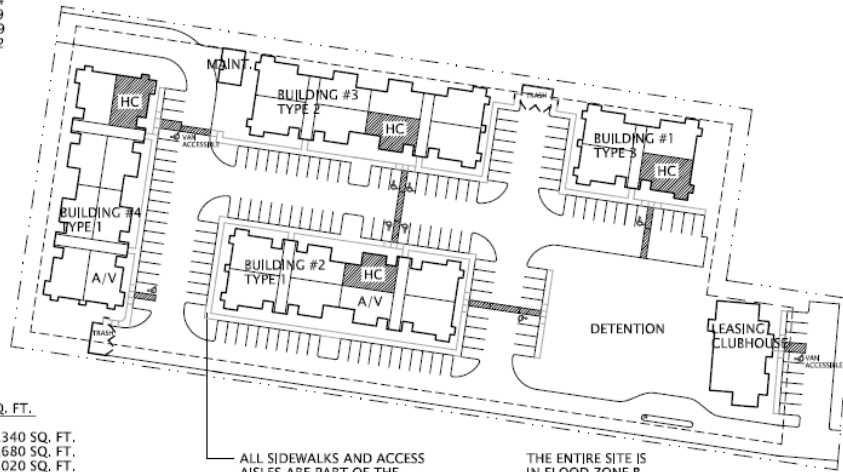 MAINT.
BUILDING #3
TYPE 2
HC
TRASH
BUILDING #1
TYPE 3
HC
HC
VAN
ACCESSIBLE
BUILDING #4
TYPE 1
A/V
TRASH
BUILDING #2
TYPE 1
HC
A/V
DETENTION
LEASING
CLUBHOUSE
VAN
ACCESSIBLE
SQ. FT.
340 SQ. FT.
680 SQ. FT.
020 SQ. FT.
ALL SIDEWALKS AND ACCESS
AISLES ARE PART OF THE
THE ENTIRE SITE IS
IN FLOOD ZONE B